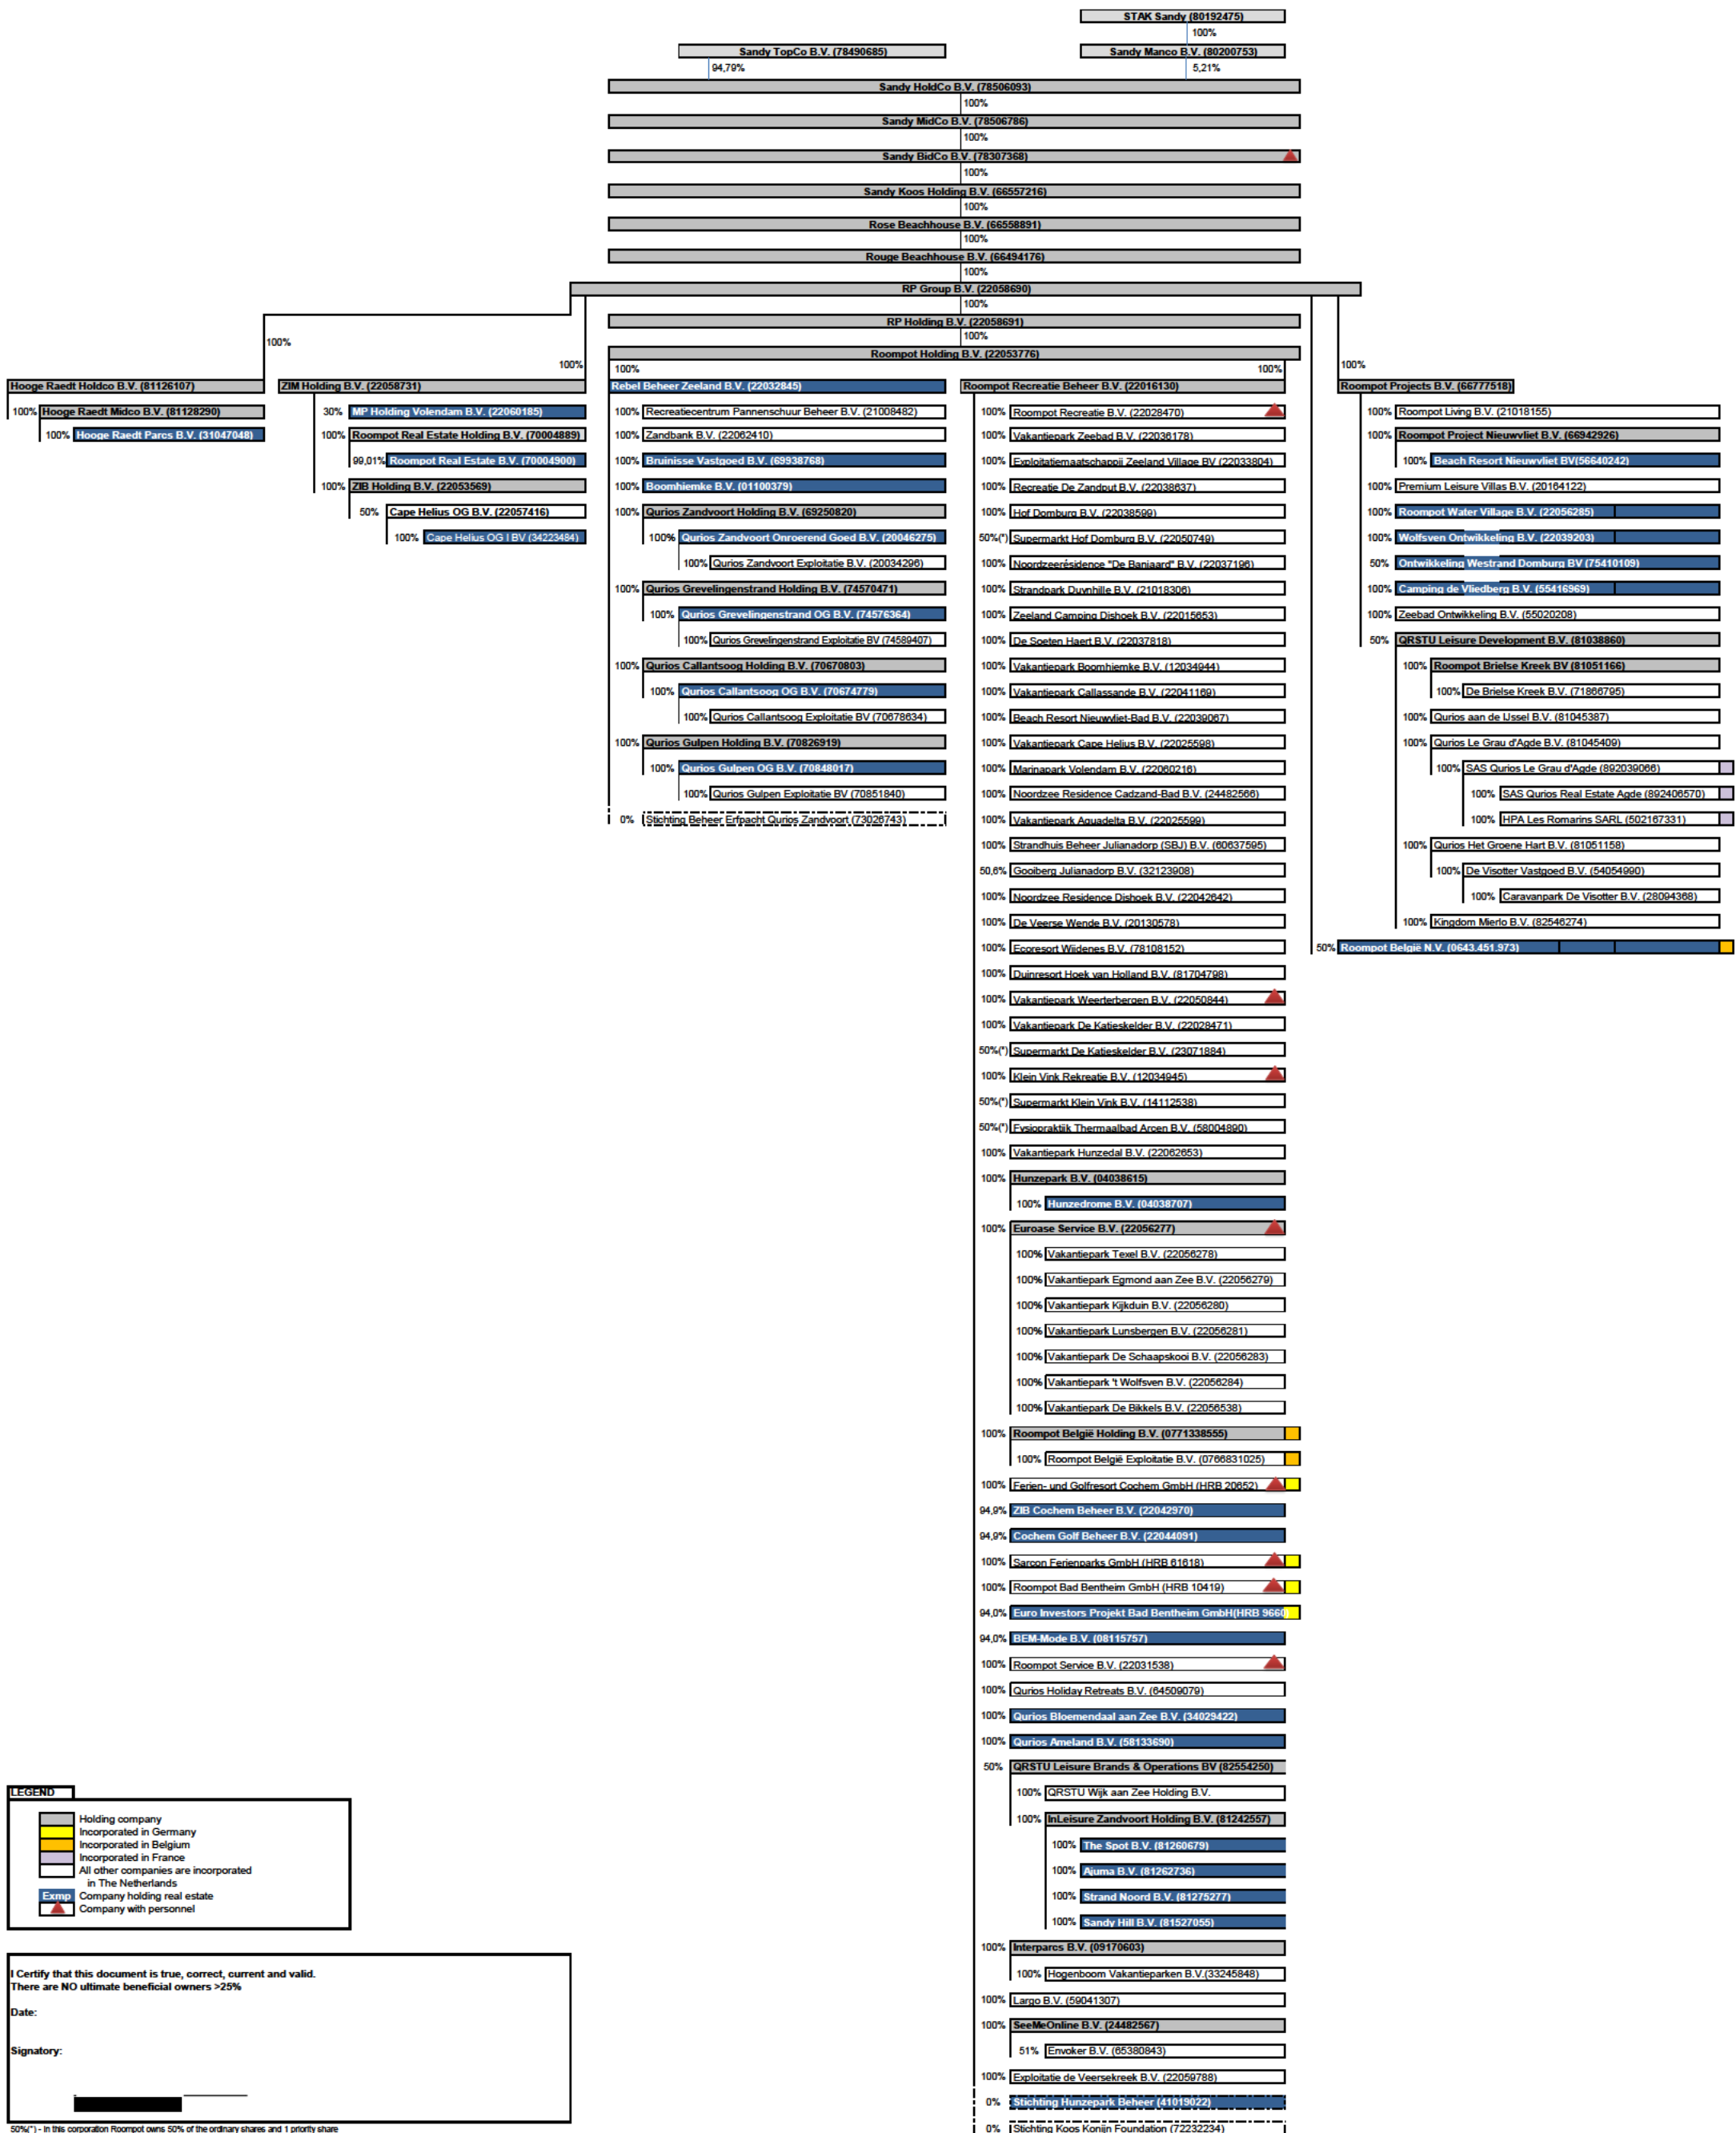 STAK Sandy (80192475)
100%
Sandy TopCo B.V. (78490685)
Sandy Manco B.V. (80200753)
94,79%
5,21%
Sandy HoldCo B.V. (78506093)
100%
Sandy MidCo B.V. (78506786)
100%
Sandy BidCo B.V. (78307368)
100%
Sandy Koos Holding B.V. (66557216)
100%
Rose Beachhouse B.V. (66558891)
100%
Rouge Beachhouse B.V. (66494176)
100%
RP Group B.V. (22058690)
100%
RP Holding B.V. (22058691)
100%
Roompot Holding B.V. (22053776)
100%
Hooge Raedt Holdco B.V. (81126107)
100% Hooge Raedt Midco B.V. (81128290)
100% Hooge Raedt Parcs B.V. (31047048)
100%
ZIM Holding B.V. (22058731)
30% MP Holding Volendam B.V. (22060185)
100% Roompot Real Estate Holding B.V. (70004889)
99,01% Roompot Real Estate B.V. (70004900)
100% ZIB Holding B.V. (22053569)
50% Cape Helius OG B.V. (22057416)
100% Cape Helius OG I BV (34223484)
100%
Rebel Beheer Zeeland B.V. (22032845)
100% Recreatiecentrum Pannenschuur Beheer B.V. (21008482)
100% Zandbank B.V. (22062410)
100% Bruinisse Vastgoed B.V. (69938768)
100% Boomhiemke B.V. (01100379)
100% Qurios Zandvoort Holding B.V. (69250820)
100% Qurios Zandvoort Onroerend Goed B.V. (20046275)
100% Qurios Zandvoort Exploitatie B.V. (20034296)
100% Qurios Grevelingenstrand Holding B.V. (74570471)
100% Qurios Grevelingenstrand OG B.V. (74576364)
100% Qurios Grevelingenstrand Exploitatie BV (74589407)
100% Qurios Callantsoog Holding B.V. (70670803)
100% Qurios Callantsoog OG B.V. (70674779)
100% Qurios Callantsoog Exploitatie BV (70678634)
100% Qurios Gulpen Holding B.V. (70826919)
100% Qurios Gulpen OG B.V. (70848017)
100% Qurios Gulpen Exploitatie BV (70851840)
0% Stichting Beheer Erfpacht Qurios Zandvoort (73026743)
100%
Roompot Recreatie Beheer B.V. (22016130)
100% Roompot Recreatie B.V. (22028470)
100% Vakantiepark Zeebad B.V. (22036178)
100% Exploitatiemaatschappij Zeeland Village BV (22033804)
100% Recreatie De Zandput B.V. (22038637)
100% Hof Domburg B.V. (22038599)
50%(*) Supermarkt Hof Domburg B.V. (22050749)
100% Noordzeerésidence "De Banjaard" B.V. (22037196)
100% Strandpark Duynhille B.V. (21018306)
100% Zeeland Camping Dishoek B.V. (22015653)
100% De Soeten Haert B.V. (22037818)
100% Vakantiepark Boomhiemke B.V. (12034944)
100% Vakantiepark Callassande B.V. (22041169)
100% Beach Resort Nieuwvliet-Bad B.V. (22039067)
100% Vakantiepark Cape Helius B.V. (22025598)
100% Marinapark Volendam B.V. (22060216)
100% Noordzee Residence Cadzand-Bad B.V. (24482566)
100% Vakantiepark Aquadelta B.V. (22025599)
100% Strandhuis Beheer Julianadorp (SBJ) B.V. (60637595)
50,6% Gooiberg Julianadorp B.V. (32123908)
100% Noordzee Residence Dishoek B.V. (22042642)
100% De Veerse Wende B.V. (20130578)
100% Ecoresort Wijdenes B.V. (78108152)
100% Duinresort Hoek van Holland B.V. (81704798)
100% Vakantiepark Weerterbergen B.V. (22050844)
100% Vakantiepark De Katjeskelder B.V. (22028471)
50%(*) Supermarkt De Katjeskelder B.V. (23071884)
100% Klein Vink Rekreatie B.V. (12034945)
50%(*) Supermarkt Klein Vink B.V. (14112538)
50%(*) Fysiopraktijk Thermaalbad Arcen B.V. (58004890)
100% Vakantiepark Hunzedal B.V. (22062653)
100% Hunzepark B.V. (04038615)
100% Hunzedrome B.V. (04038707)
100% Euroase Service B.V. (22056277)
100% Vakantiepark Texel B.V. (22056278)
100% Vakantiepark Egmond aan Zee B.V. (22056279)
100% Vakantiepark Kijkduin B.V. (22056280)
100% Vakantiepark Lunsbergen B.V. (22056281)
100% Vakantiepark De Schaapskooi B.V. (22056283)
100% Vakantiepark 't Wolfsven B.V. (22056284)
100% Vakantiepark De Bikkels B.V. (22056538)
100% Roompot België Holding B.V. (0771338555)
100% Roompot België Exploitatie B.V. (0766831025)
100% Ferien- und Golfresort Cochem GmbH (HRB 20652)
94,9% ZIB Cochem Beheer B.V. (22042970)
94,9% Cochem Golf Beheer B.V. (22044091)
100% Sarcon Ferienparks GmbH (HRB 61618)
100% Roompot Bad Bentheim GmbH (HRB 10419)
94,0% Euro Investors Projekt Bad Bentheim GmbH(HRB 9660)
94,0% BEM-Mode B.V. (08115757)
100% Roompot Service B.V. (22031538)
100% Qurios Holiday Retreats B.V. (64509079)
100% Qurios Bloemendaal aan Zee B.V. (34029422)
100% Qurios Ameland B.V. (58133690)
50% QRSTU Leisure Brands & Operations BV (82554250)
100% QRSTU Wijk aan Zee Holding B.V.
100% InLeisure Zandvoort Holding B.V. (81242557)
100% The Spot B.V. (81260679)
100% Ajuma B.V. (81262736)
100% Strand Noord B.V. (81275277)
100% Sandy Hill B.V. (81527055)
100% Interparcs B.V. (09170603)
100% Hogenboom Vakantieparken B.V.(33245848)
100% Largo B.V. (59041307)
100% SeeMeOnline B.V. (24482567)
51% Envoker B.V. (65380843)
100% Exploitatie de Veersekreek B.V. (22059788)
0% Stichting Hunzepark Beheer (41019022)
0% Stichting Koos Konijn Foundation (72232234)
100%
Roompot Projects B.V. (66777518)
100% Roompot Living B.V. (21018155)
100% Roompot Project Nieuwvliet B.V. (66942926)
100% Beach Resort Nieuwvliet BV(56640242)
100% Premium Leisure Villas B.V. (20164122)
100% Roompot Water Village B.V. (22056285)
100% Wolfsven Ontwikkeling B.V. (22039203)
50% Ontwikkeling Westrand Domburg BV (75410109)
100% Camping de Vliedberg B.V. (55416969)
100% Zeebad Ontwikkeling B.V. (55020208)
50% QRSTU Leisure Development B.V. (81038860)
100% Roompot Brielse Kreek BV (81051166)
100% De Brielse Kreek B.V. (71866795)
100% Qurios aan de IJssel B.V. (81045387)
100% Qurios Le Grau d'Agde B.V. (81045409)
100% SAS Qurios Le Grau d'Agde (892039066)
100% SAS Qurios Real Estate Agde (892406570)
100% HPA Les Romarins SARL (502167331)
100% Qurios Het Groene Hart B.V. (81051158)
100% De Visotter Vastgoed B.V. (54054990)
100% Caravanpark De Visotter B.V. (28094368)
100% Kingdom Mierlo B.V. (82546274)
50% Roompot België N.V. (0643.451.973)
LEGEND
Holding company
Incorporated in Germany
Incorporated in Belgium
Incorporated in France
All other companies are incorporated
in The Netherlands
Exmp Company holding real estate
Company with personnel
I Certify that this document is true, correct, current and valid.
There are NO ultimate beneficial owners >25%
Date:
Signatory:
50%(*) - in this corporation Roompot owns 50% of the ordinary shares and 1 priority share